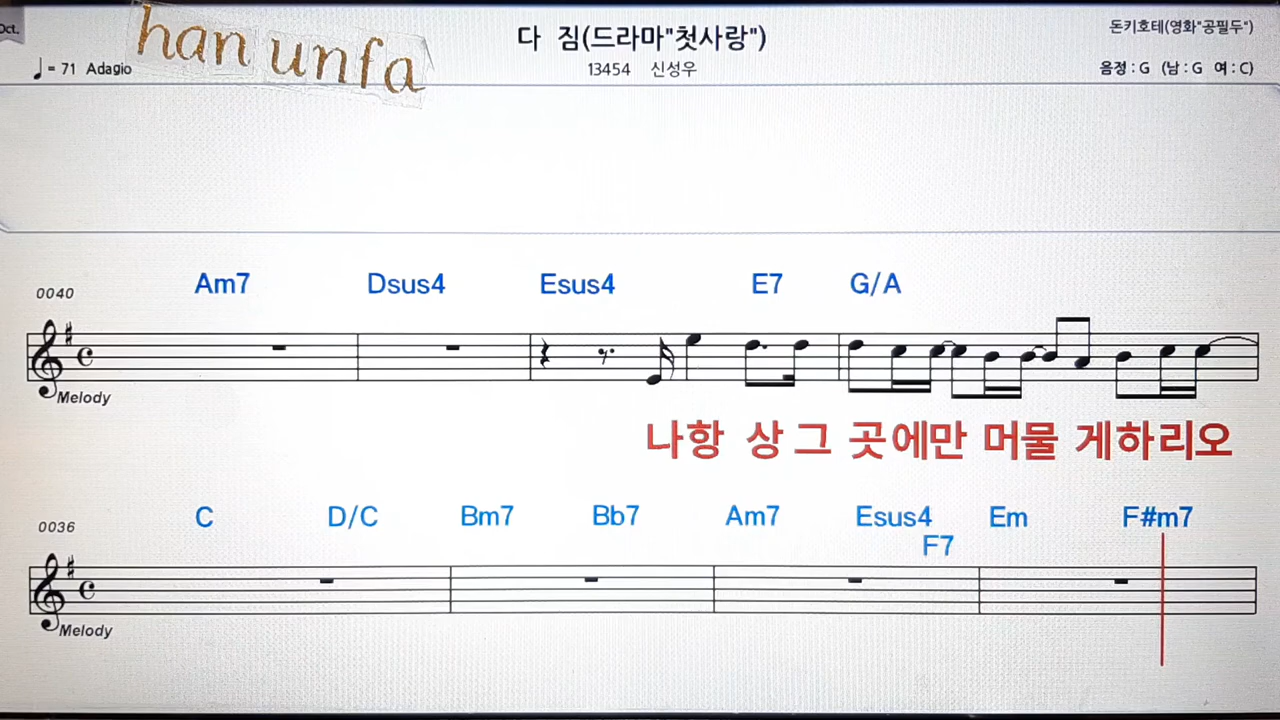 Oct.
han unfa
다 짐(드라마"첫사랑")
돈키호테(영화"공필두")
♩= 71 Adagio
13454 신성우
음정 : G (남 : G 여 : C)
Am7 Dsus4 Esus4 E7 G/A
0040
Melody
나항 상그 곳에만 머물 게하리오
C D/C Bm7 Bb7 Am7 Esus4 Em F#m7
F7
0036
Melody